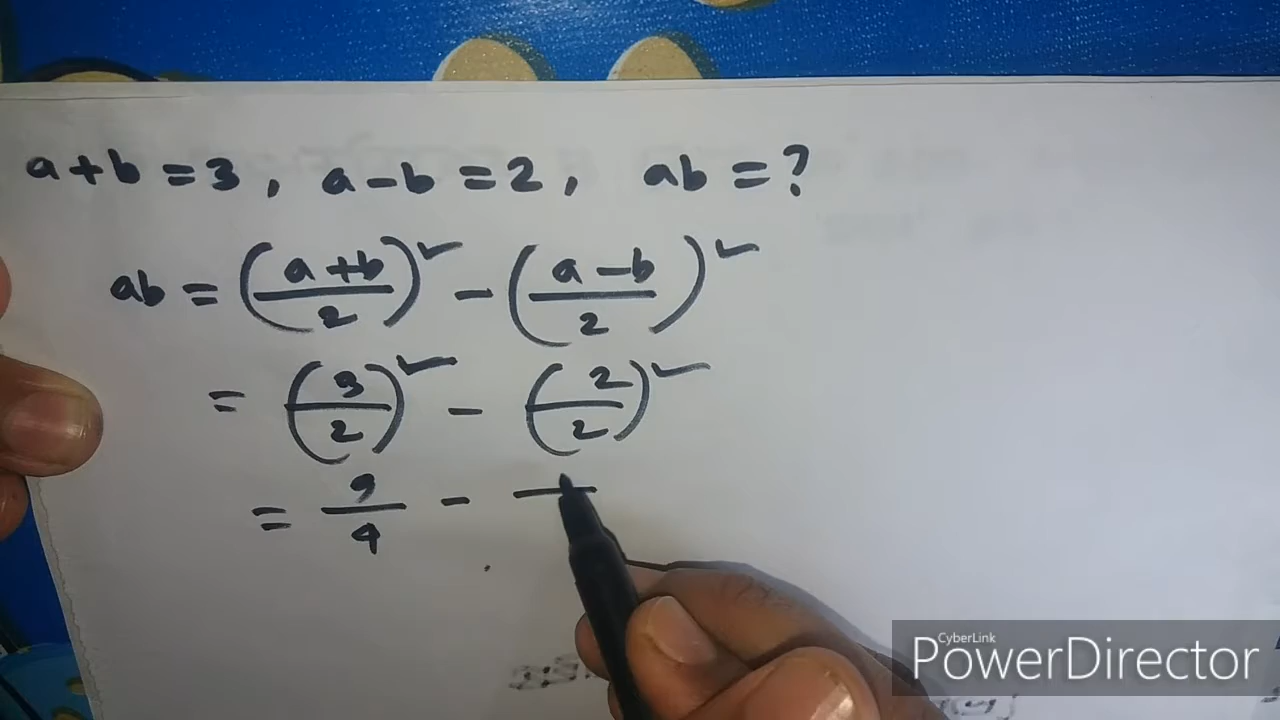 a+b=3, a-b=2, ab=?
ab = (a+b/2)² - (a-b/2)²
= (3/2)² - (2/2)²
= 9/4 -
CyberLink
PowerDirector